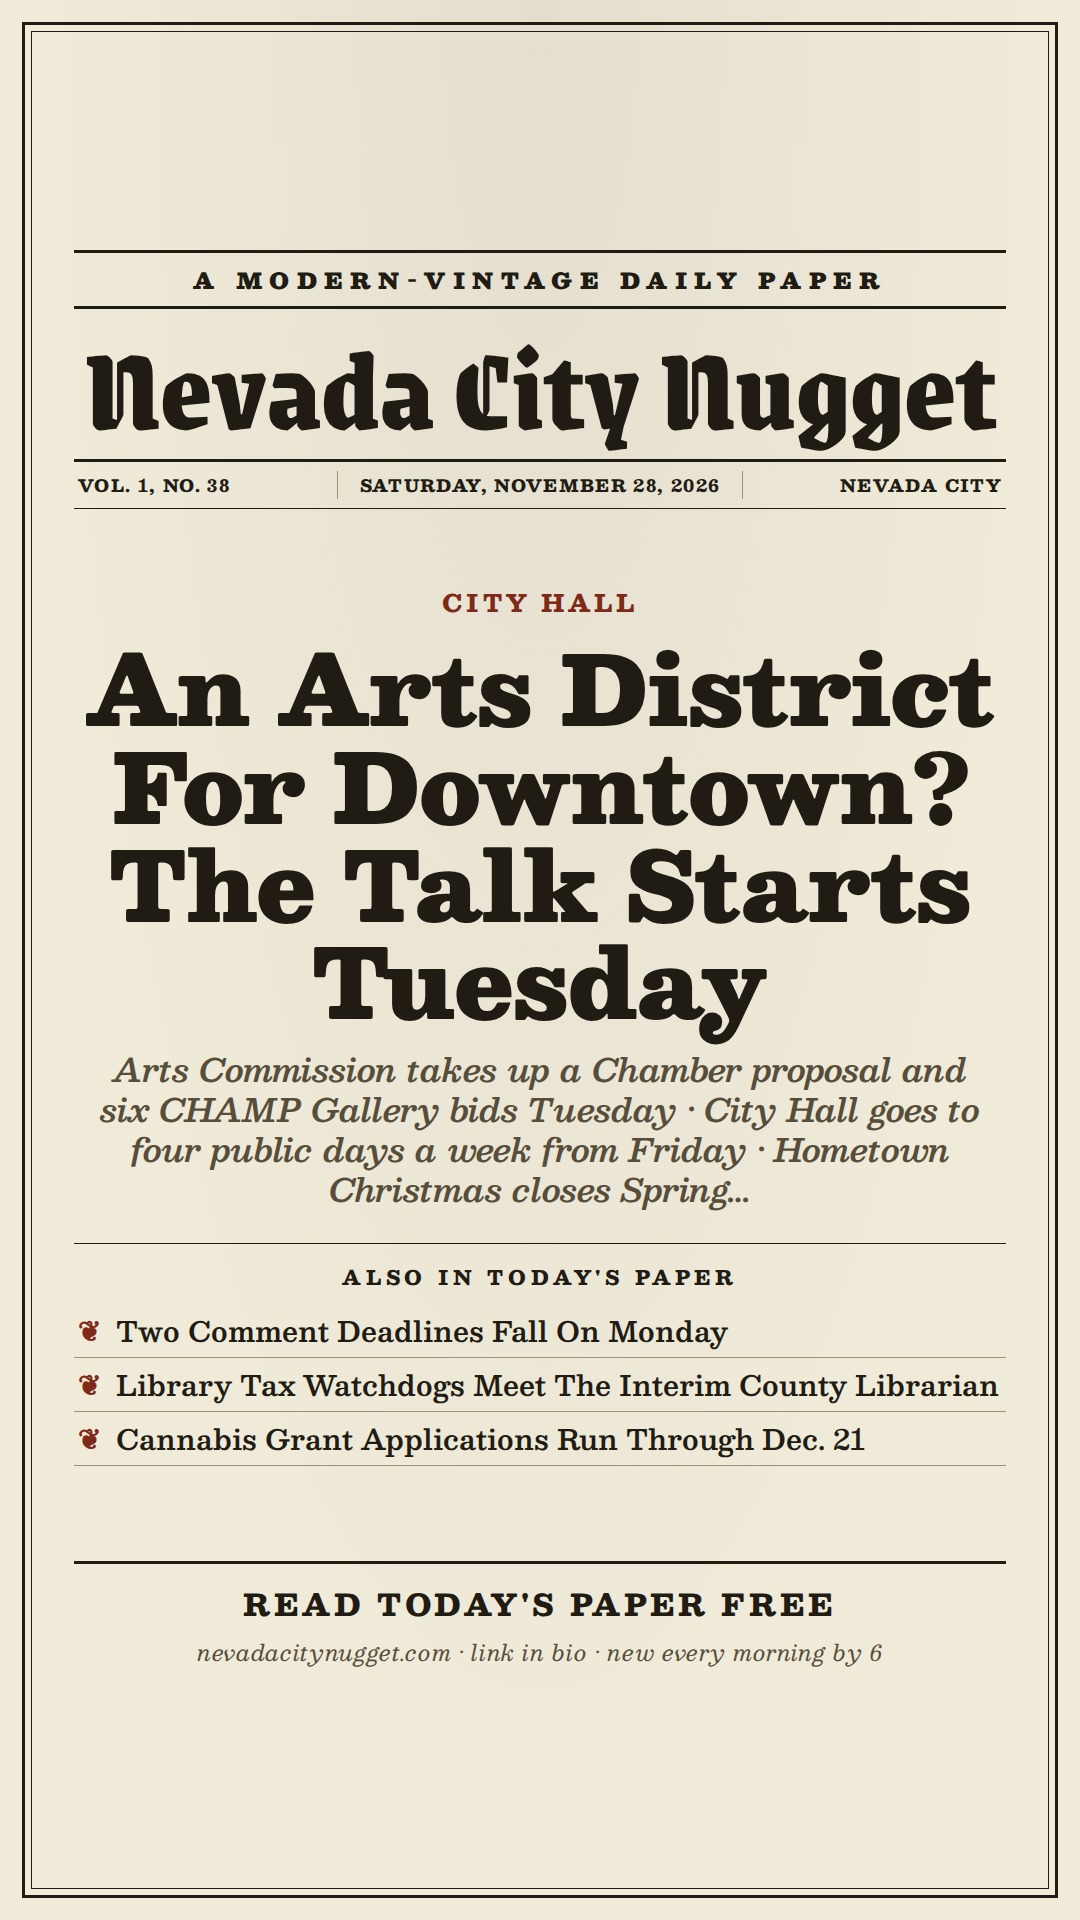 A MODERN-VINTAGE DAILY PAPER
Nevada City Nugget
VOL. 1, NO. 38 SATURDAY, NOVEMBER 28, 2026 NEVADA CITY
CITY HALL
An Arts District
For Downtown?
The Talk Starts
Tuesday
Arts Commission takes up a Chamber proposal and
six CHAMP Gallery bids Tuesday · City Hall goes to
four public days a week from Friday · Hometown
Christmas closes Spring…
ALSO IN TODAY'S PAPER
❦ Two Comment Deadlines Fall On Monday
❦ Library Tax Watchdogs Meet The Interim County Librarian
❦ Cannabis Grant Applications Run Through Dec. 21
READ TODAY'S PAPER FREE
nevadacitynugget.com · link in bio · new every morning by 6